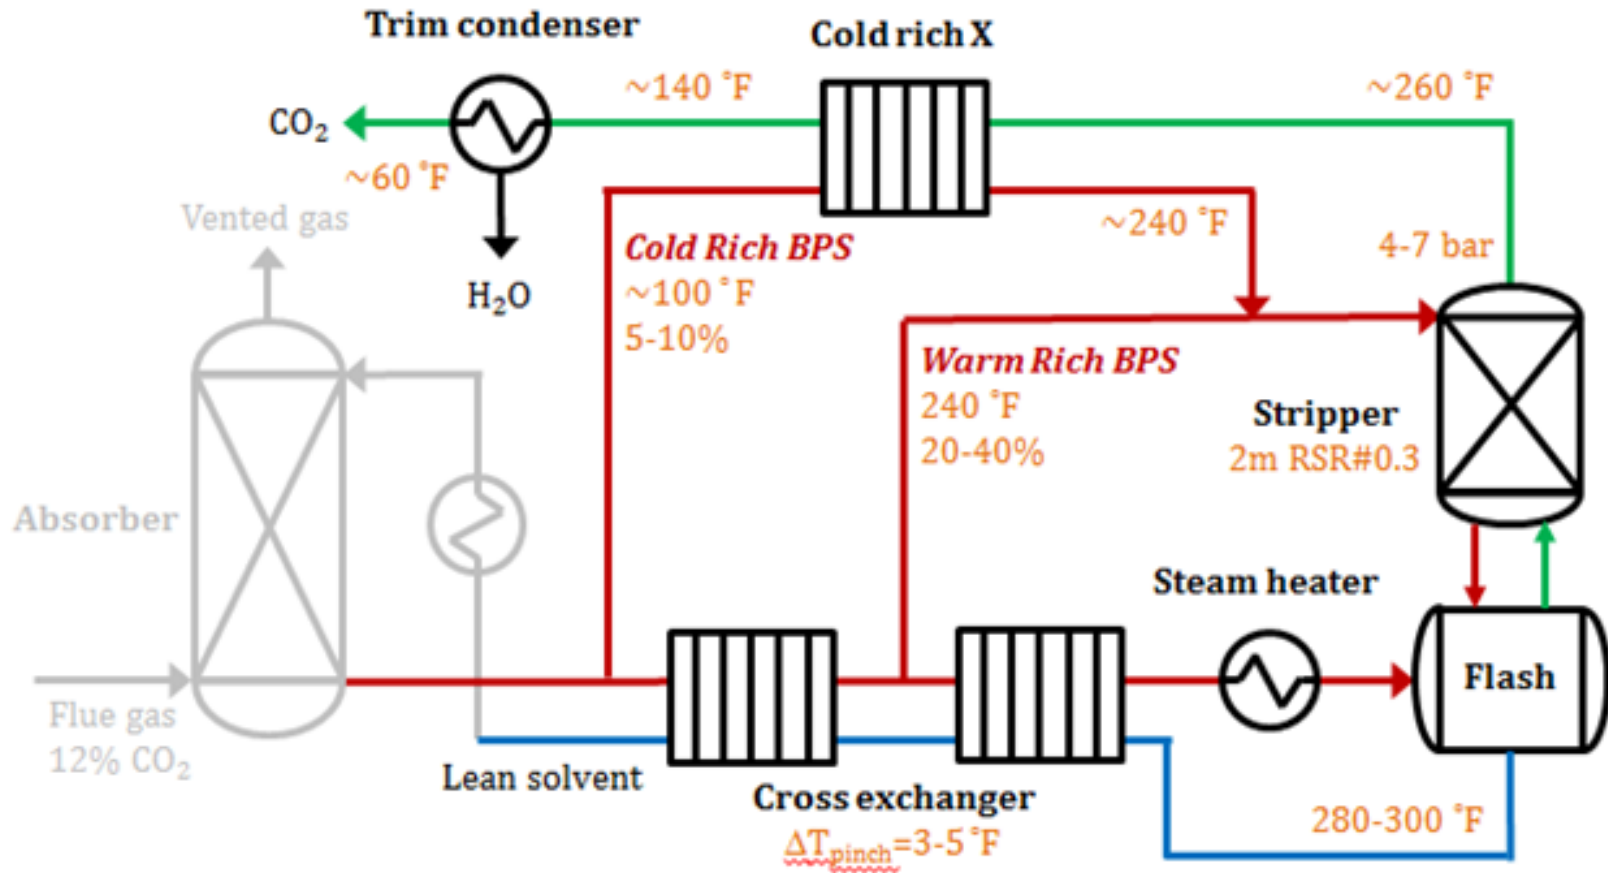 Trim condenser
Cold rich X
~140 °F
~260 °F
CO₂
~60 °F
Vented gas
~240 °F
Cold Rich BPS
~100 °F
5-10%
4-7 bar
H₂O
Warm Rich BPS
240 °F
20-40%
Stripper
2m RSR#0.3
Absorber
Steam heater
Flash
Flue gas
12% CO₂
Lean solvent
Cross exchanger
ΔTpinch=3-5°F
280-300 °F